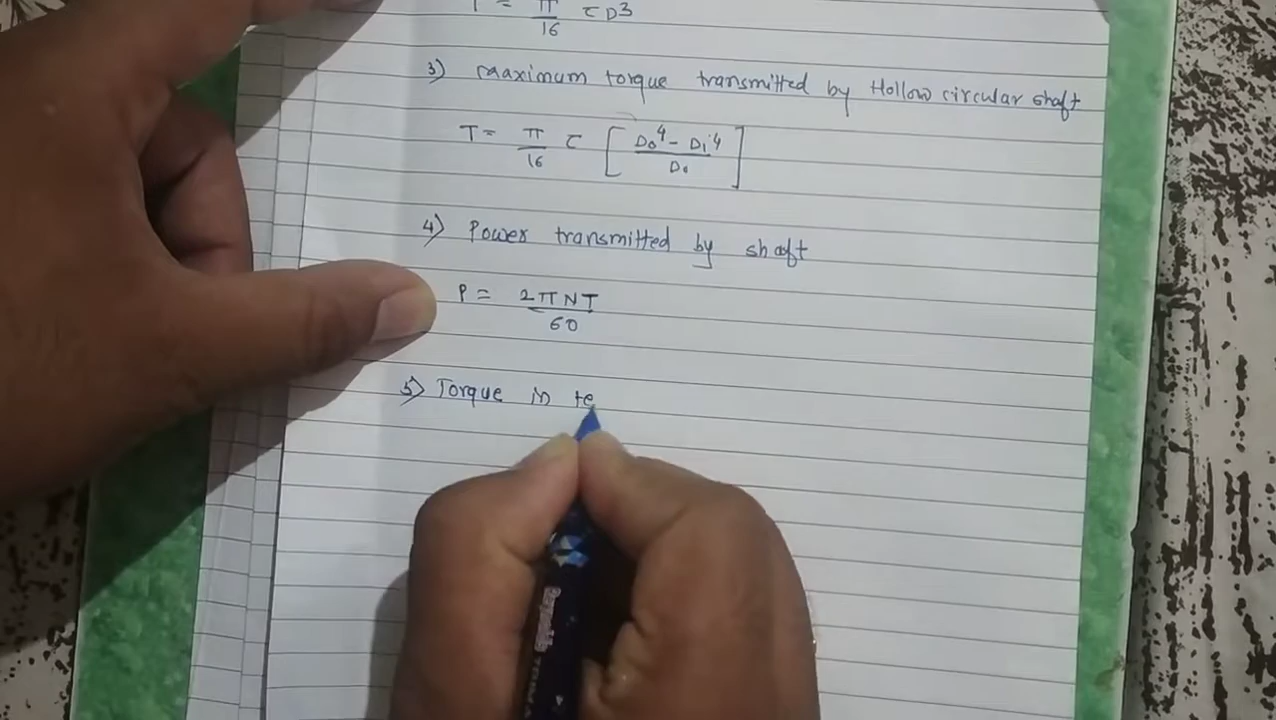 T = π/16 τ D³
3) Maximum torque transmitted by Hollow circular shaft
T = π/16 τ [ Do⁴ - Di⁴ / Do ]
4) Power transmitted by shaft
P = 2πNT / 60
5) Torque in te